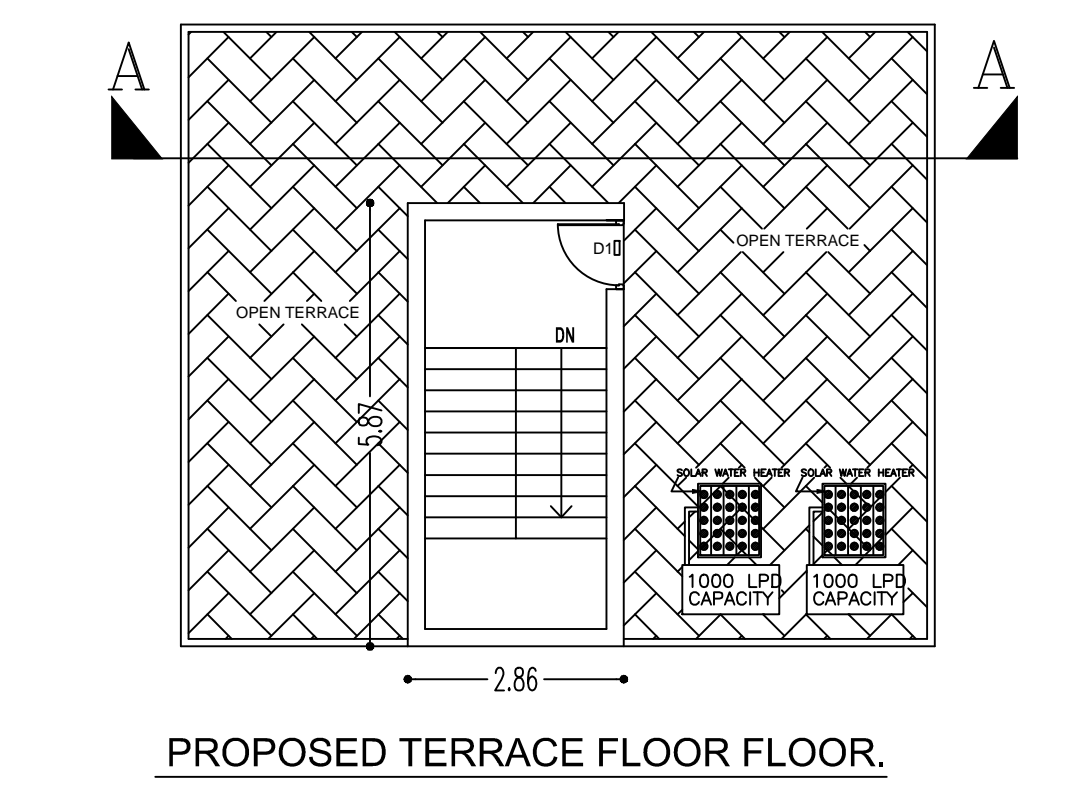 A A
OPEN TERRACE
D1
OPEN TERRACE
DN
5.87
SOLAR WATER HEATER SOLAR WATER HEATER
1000 LPD 1000 LPD
CAPACITY CAPACITY
2.86
PROPOSED TERRACE FLOOR FLOOR.